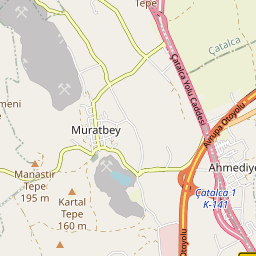 Tepe
Çatalca
Çatalca Yolu Caddesi
meni
Muratbey
Avrupa Otoyolu
Ahmediye
Manastır
Tepe
195 m
Kartal
Tepe
160 m
Çatalca 1
K-141
Otoyolu